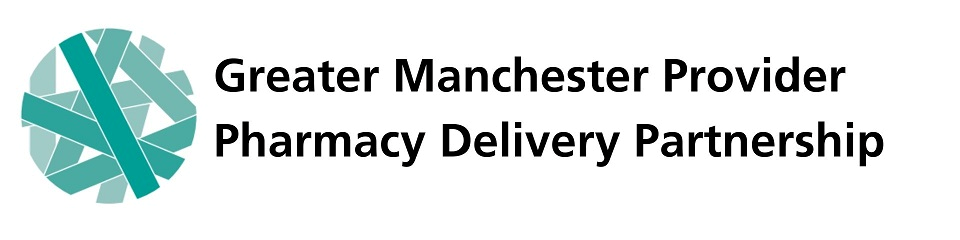 Greater Manchester Provider
Pharmacy Delivery Partnership